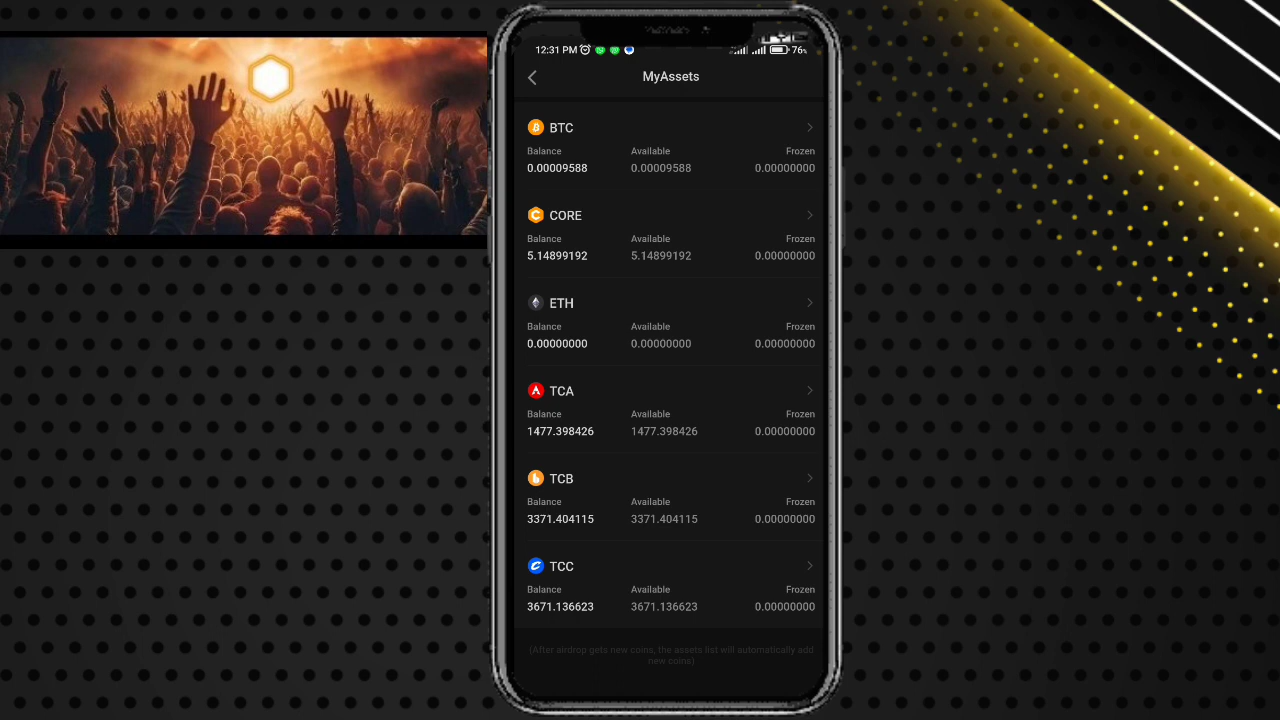 12:31 PM
76%
MyAssets
BTC
Balance Available Frozen
0.00009588 0.00009588 0.00000000
CORE
Balance Available Frozen
5.14899192 5.14899192 0.00000000
ETH
Balance Available Frozen
0.00000000 0.00000000 0.00000000
TCA
Balance Available Frozen
1477.398426 1477.398426 0.00000000
TCB
Balance Available Frozen
3371.404115 3371.404115 0.00000000
TCC
Balance Available Frozen
3671.136623 3671.136623 0.00000000
(After airdrop gets new coins, the assets list will automatically add
new coins)